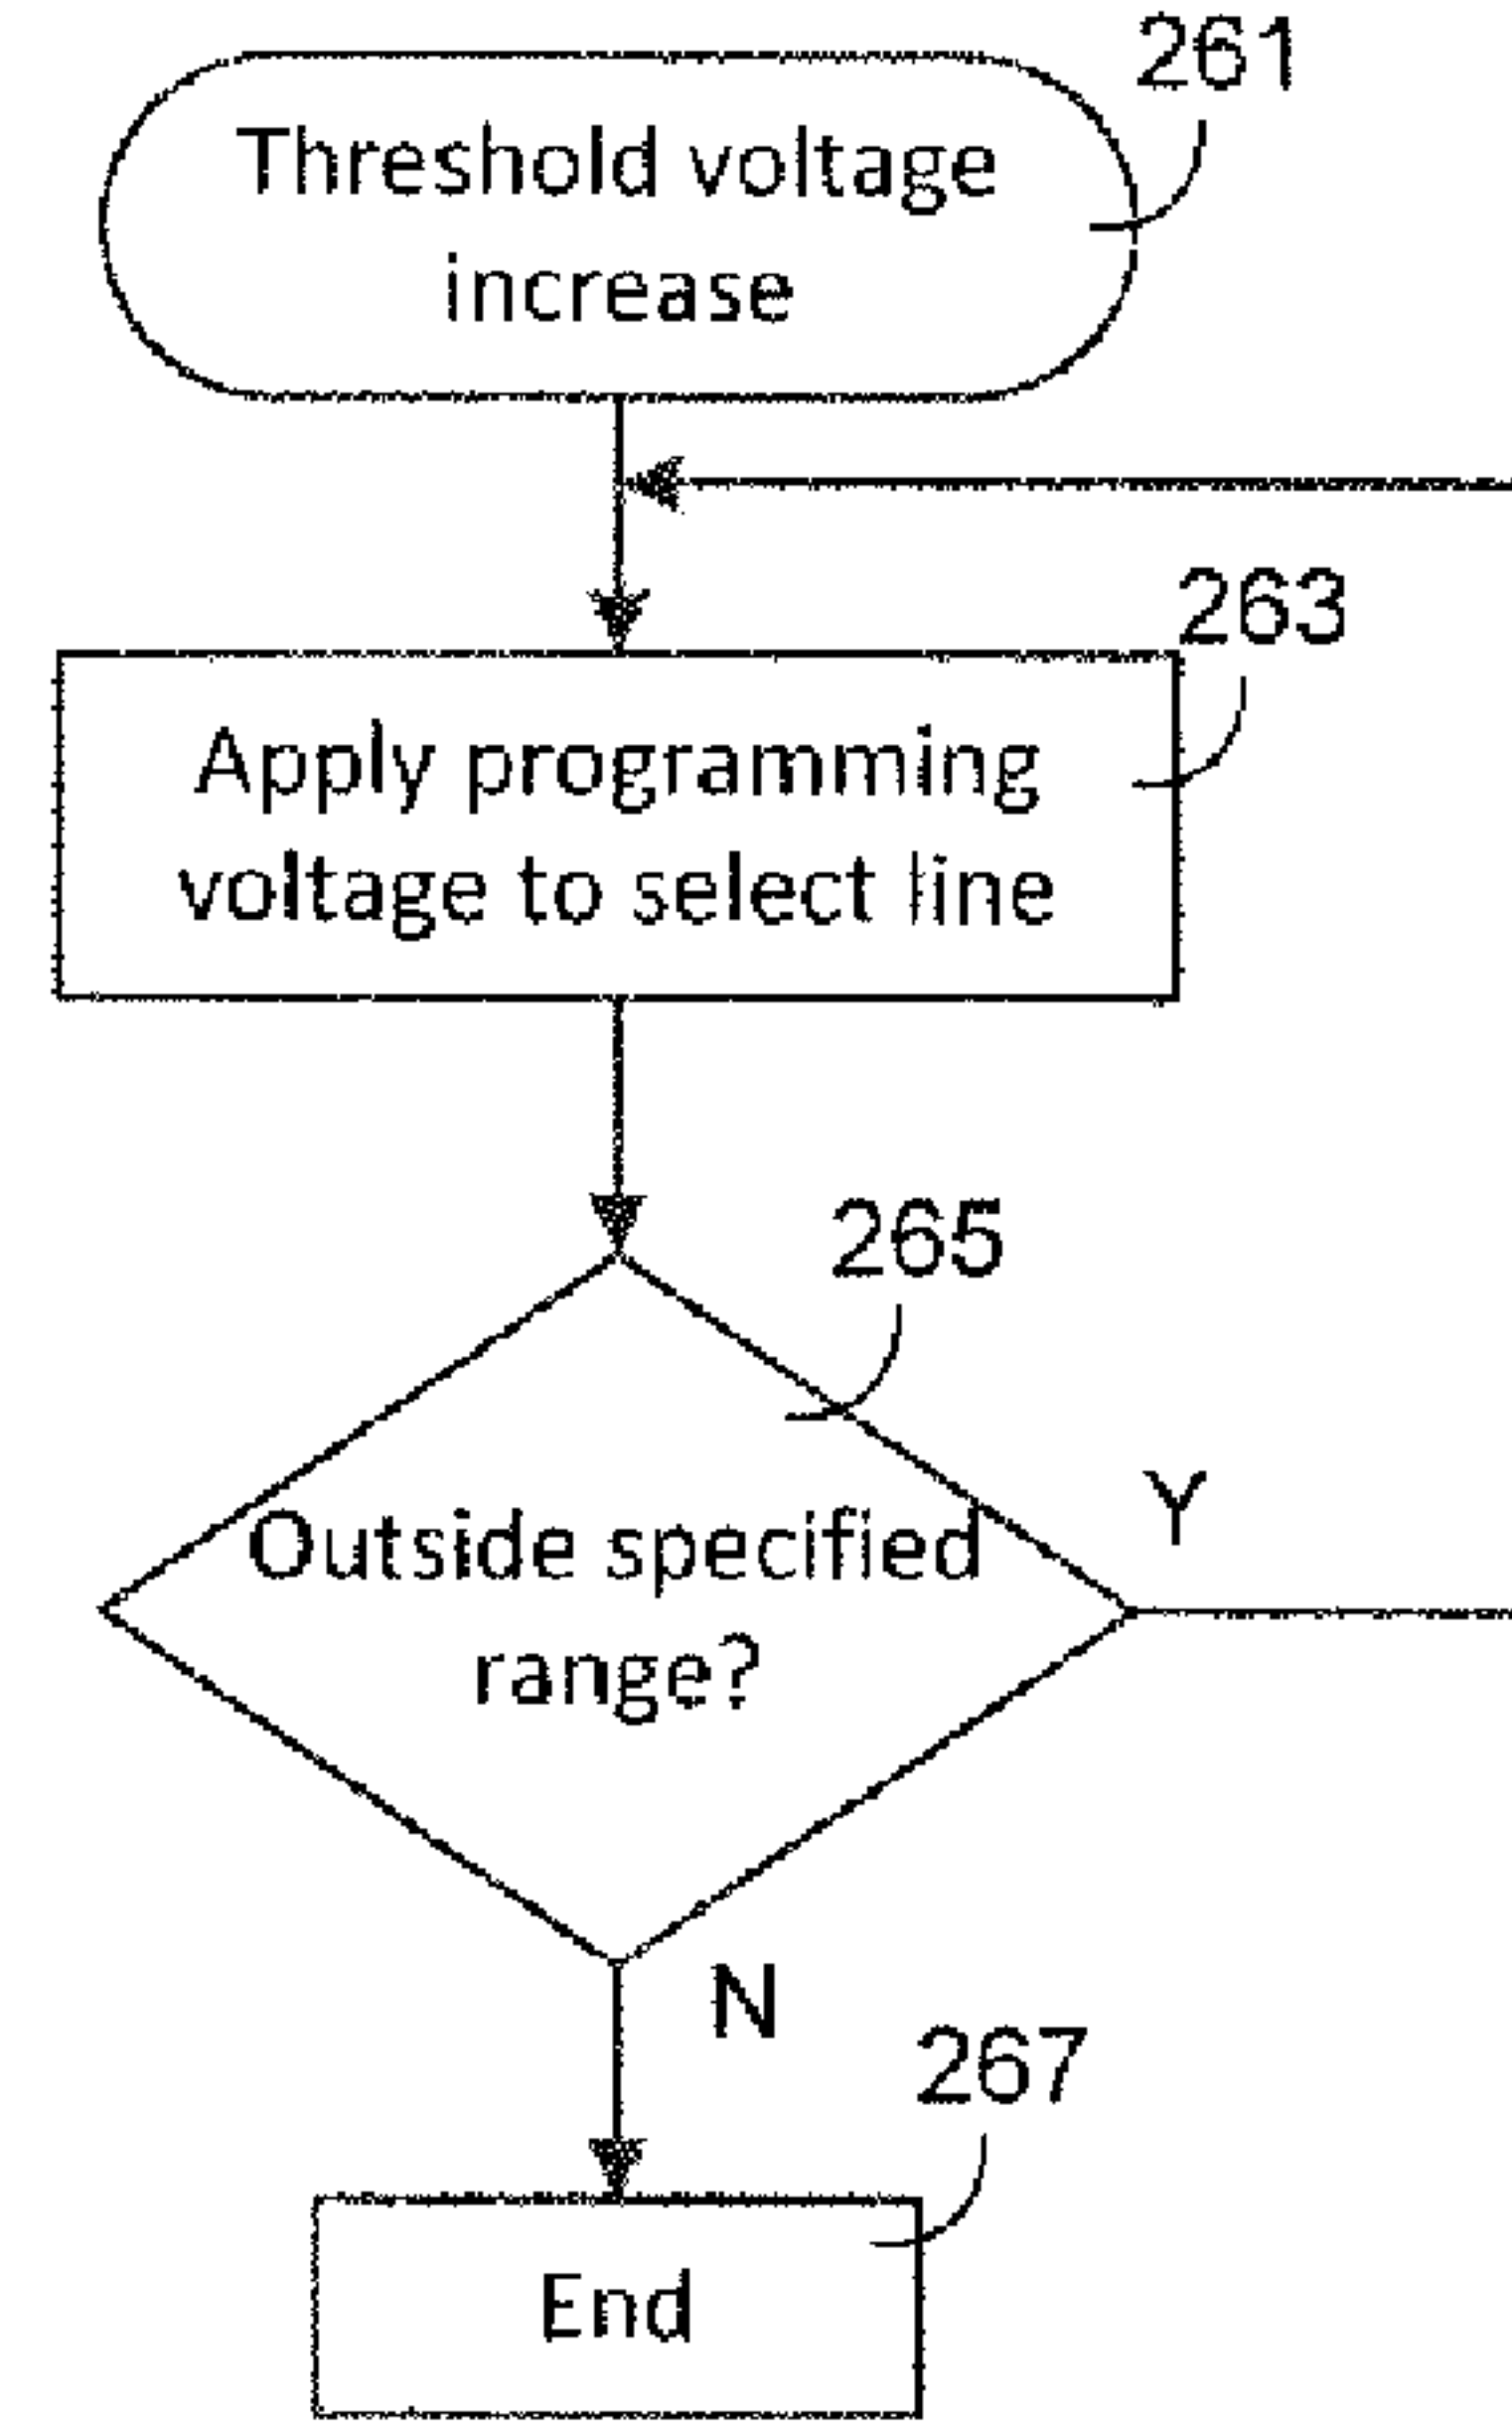 261
Threshold voltage
increase
263
Apply programming
voltage to select line
265
Y
Outside specified
range?
N
267
End